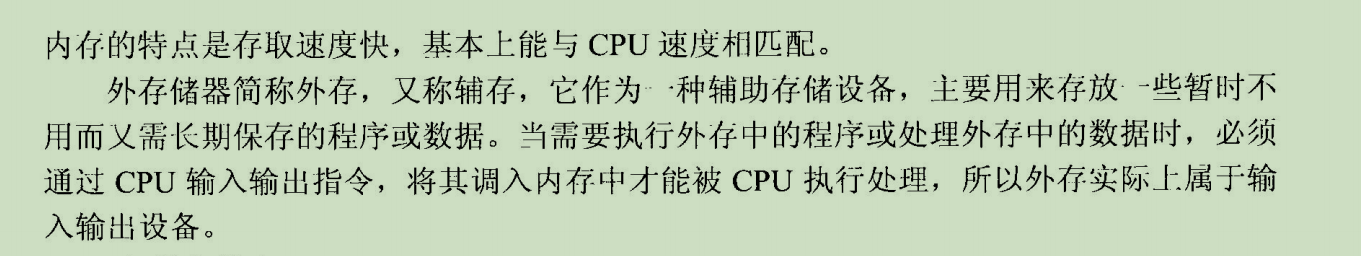 内存的特点是存取速度快，基本上能与 CPU 速度相匹配。
外存储器简称外存，又称辅存，它作为一种辅助存储设备，主要用来存放一些暂时不
用而又需长期保存的程序或数据。当需要执行外存中的程序或处理外存中的数据时，必须
通过 CPU 输入输出指令，将其调入内存中才能被 CPU 执行处理，所以外存实际上属于输
入输出设备。